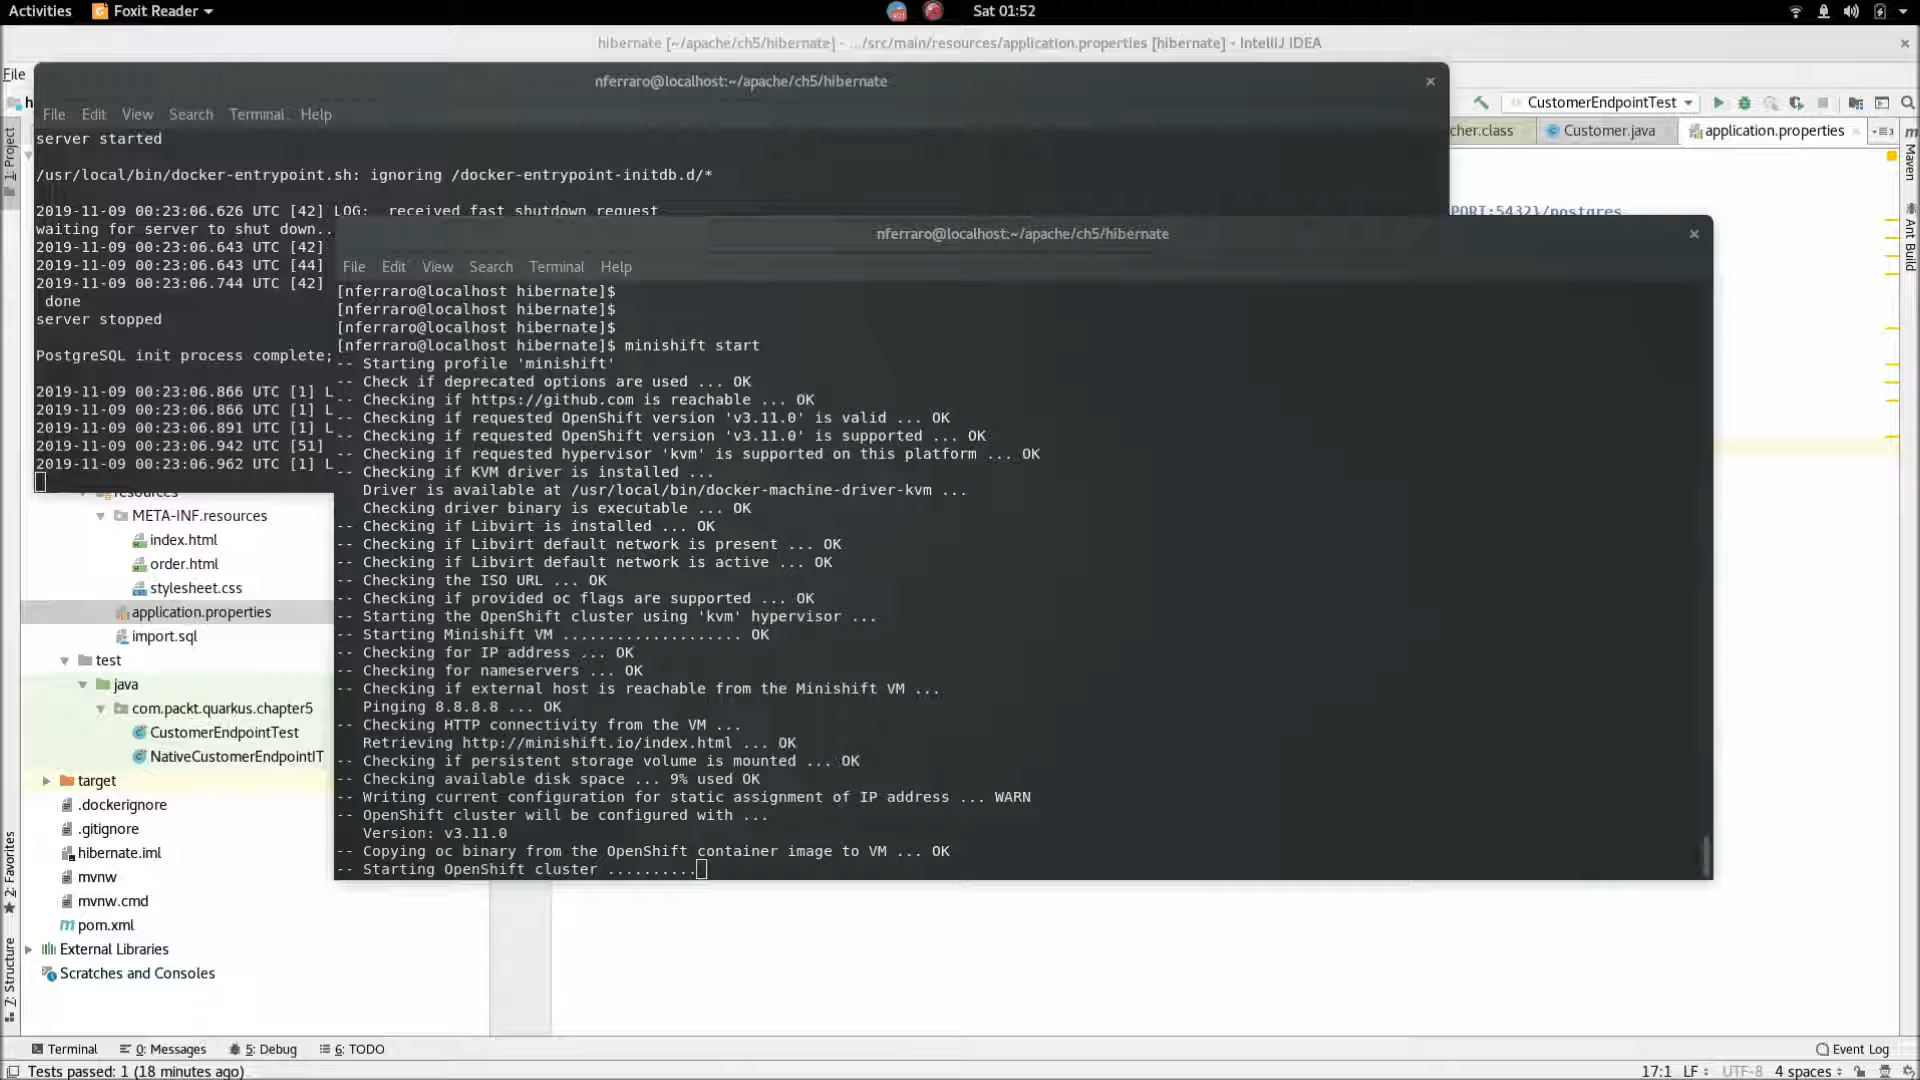 Activities Foxit Reader Sat 01:52
hibernate [~/apache/ch5/hibernate] - .../src/main/resources/application.properties [hibernate] - IntelliJ IDEA
File
nferraro@localhost:~/apache/ch5/hibernate
CustomerEndpointTest
File Edit View Search Terminal Help
cher.class Customer.java application.properties
1: Project
Maven
Ant Build
server started
/usr/local/bin/docker-entrypoint.sh: ignoring /docker-entrypoint-initdb.d/*
2019-11-09 00:23:06.626 UTC [42] LOG:  received fast shutdown request
PORT:5432}/postgres
waiting for server to shut down..
2019-11-09 00:23:06.643 UTC [42]
2019-11-09 00:23:06.643 UTC [44]
2019-11-09 00:23:06.744 UTC [42]
done
server stopped
PostgreSQL init process complete;
2019-11-09 00:23:06.866 UTC [1] L
2019-11-09 00:23:06.866 UTC [1] L
2019-11-09 00:23:06.891 UTC [1] L
2019-11-09 00:23:06.942 UTC [51]
2019-11-09 00:23:06.962 UTC [1] L
nferraro@localhost:~/apache/ch5/hibernate
File Edit View Search Terminal Help
[nferraro@localhost hibernate]$
[nferraro@localhost hibernate]$
[nferraro@localhost hibernate]$
[nferraro@localhost hibernate]$ minishift start
-- Starting profile 'minishift'
-- Check if deprecated options are used ... OK
-- Checking if https://github.com is reachable ... OK
-- Checking if requested OpenShift version 'v3.11.0' is valid ... OK
-- Checking if requested OpenShift version 'v3.11.0' is supported ... OK
-- Checking if requested hypervisor 'kvm' is supported on this platform ... OK
-- Checking if KVM driver is installed ...
Driver is available at /usr/local/bin/docker-machine-driver-kvm ...
Checking driver binary is executable ... OK
-- Checking if Libvirt is installed ... OK
-- Checking if Libvirt default network is present ... OK
-- Checking if Libvirt default network is active ... OK
-- Checking the ISO URL ... OK
-- Checking if provided oc flags are supported ... OK
-- Starting the OpenShift cluster using 'kvm' hypervisor ...
-- Starting Minishift VM .................... OK
-- Checking for IP address ... OK
-- Checking for nameservers ... OK
-- Checking if external host is reachable from the Minishift VM ...
Pinging 8.8.8.8 ... OK
-- Checking HTTP connectivity from the VM ...
Retrieving http://minishift.io/index.html ... OK
-- Checking if persistent storage volume is mounted ... OK
-- Checking available disk space ... 9% used OK
-- Writing current configuration for static assignment of IP address ... WARN
-- OpenShift cluster will be configured with ...
Version: v3.11.0
-- Copying oc binary from the OpenShift container image to VM ... OK
-- Starting OpenShift cluster ..........
resources
META-INF.resources
index.html
order.html
stylesheet.css
application.properties
import.sql
test
java
com.packt.quarkus.chapter5
CustomerEndpointTest
NativeCustomerEndpointIT
target
.dockerignore
.gitignore
hibernate.iml
mvnw
mvnw.cmd
pom.xml
External Libraries
Scratches and Consoles
2: Favorites
7: Structure
Terminal 0: Messages 5: Debug 6: TODO Event Log
Tests passed: 1 (18 minutes ago) 17:1 LF UTF-8 4 spaces